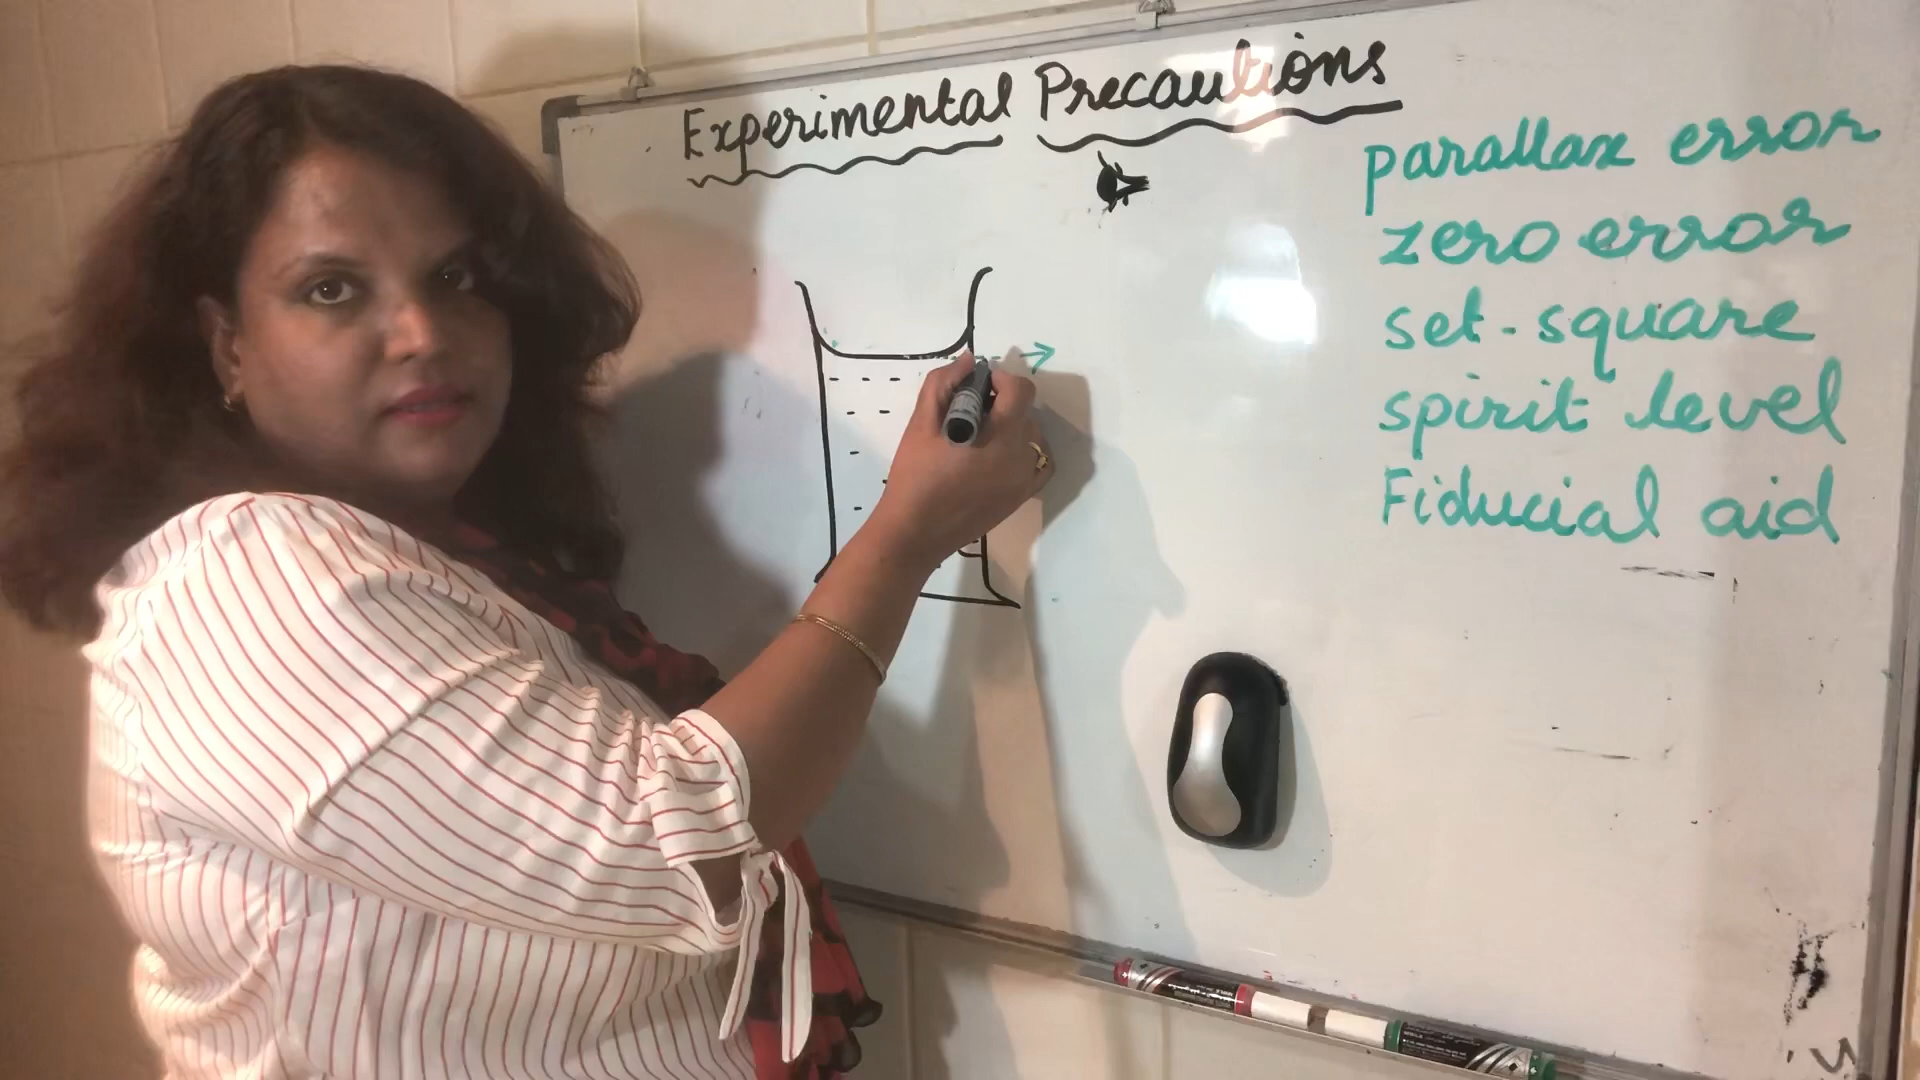 Experimental Precautions
parallax error
zero error
set-square
spirit level
Fiducial aid